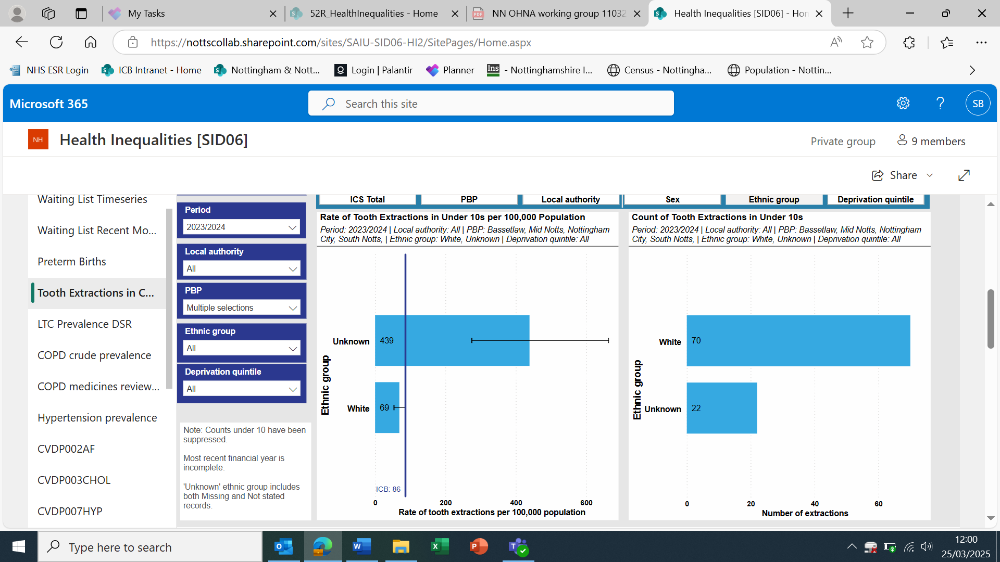 My Tasks
52R_HealthInequalities - Home
NN OHNA working group 11032
Health Inequalities [SID06] - Hon
https://nottscollab.sharepoint.com/sites/SAIU-SID06-HI2/SitePages/Home.aspx
NHS ESR Login
ICB Intranet - Home
Nottingham & Nott...
Login | Palantir
Planner
Ins - Nottinghamshire I...
Census - Nottingha...
Population - Nottin...
Microsoft 365
Search this site
SB
NH
Health Inequalities [SID06]
Private group
9 members
Share
Waiting List Timeseries
Waiting List Recent Mo...
Preterm Births
Tooth Extractions in C...
LTC Prevalence DSR
COPD crude prevalence
COPD medicines review...
Hypertension prevalence
CVDP002AF
CVDP003CHOL
CVDP007HYP
Period
2023/2024
Local authority
All
PBP
Multiple selections
Ethnic group
All
Deprivation quintile
All
Note: Counts under 10 have been
suppressed.
Most recent financial year is
incomplete.
'Unknown' ethnic group includes
both Missing and Not stated
records.
ICS Total
PBP
Local authority
Sex
Ethnic group
Deprivation quintile
Rate of Tooth Extractions in Under 10s per 100,000 Population
Period: 2023/2024 | Local authority: All | PBP: Bassetlaw, Mid Notts, Nottingham
City, South Notts, | Ethnic group: White, Unknown | Deprivation quintile: All
Ethnic group
Unknown
439
White
69
ICB: 86
0
200
400
600
Rate of tooth extractions per 100,000 population
Count of Tooth Extractions in Under 10s
Period: 2023/2024 | Local authority: All | PBP: Bassetlaw, Mid Notts, Nottingham
City, South Notts, | Ethnic group: White, Unknown | Deprivation quintile: All
Ethnic group
White
70
Unknown
22
0
20
40
60
Number of extractions
Type here to search
12:00
25/03/2025